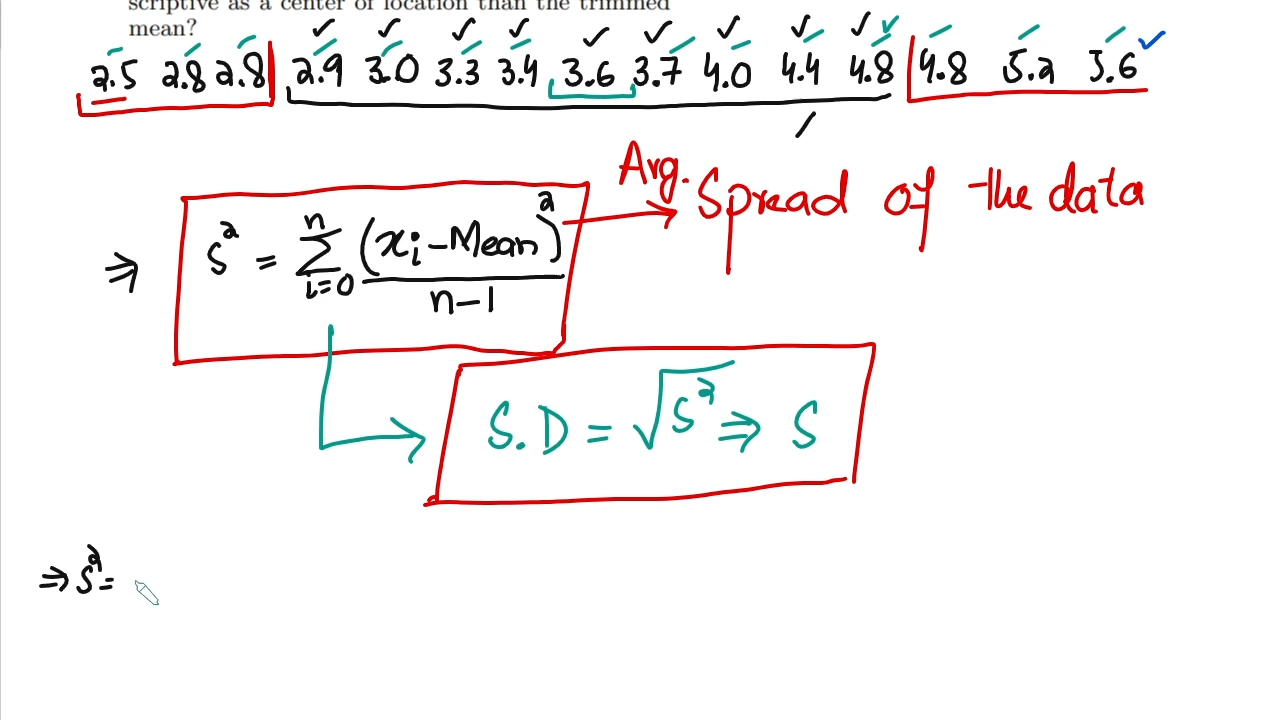 scriptive as a center of location than the trimmed
mean?
2.5 2.8 2.8 2.9 3.0 3.3 3.4 3.6 3.7 4.0 4.4 4.8 4.8 5.2 5.6
Avg. Spread of the data
⇒ s² = n∑i=0 (xᵢ - Mean)² / n-1
S.D = √s² ⇒ S
⇒ s² =